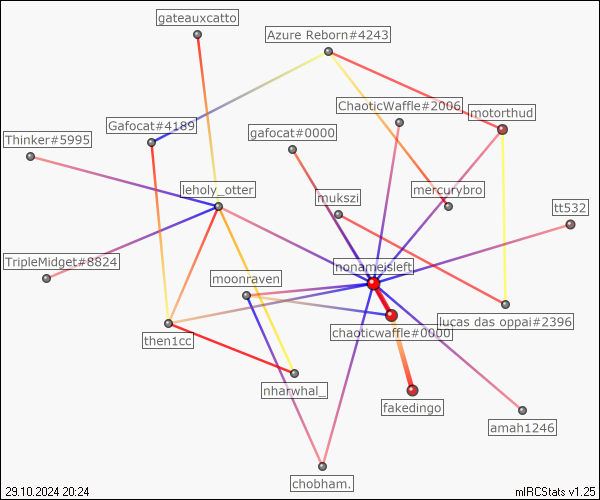 gateauxcatto
Azure Reborn#4243
ChaoticWaffle#2006
motorthud
Gafocat#4189
gafocat#0000
Thinker#5995
leholy_otter
mukszi
mercurybro
tt532
TripleMidget#8824
moonraven
nonameisleft
then1cc
chaoticwaffle#0000
lucas das oppai#2396
nharwhal_
fakedingo
amah1246
chobham.
29.10.2024 20:24
mIRCStats v1.25